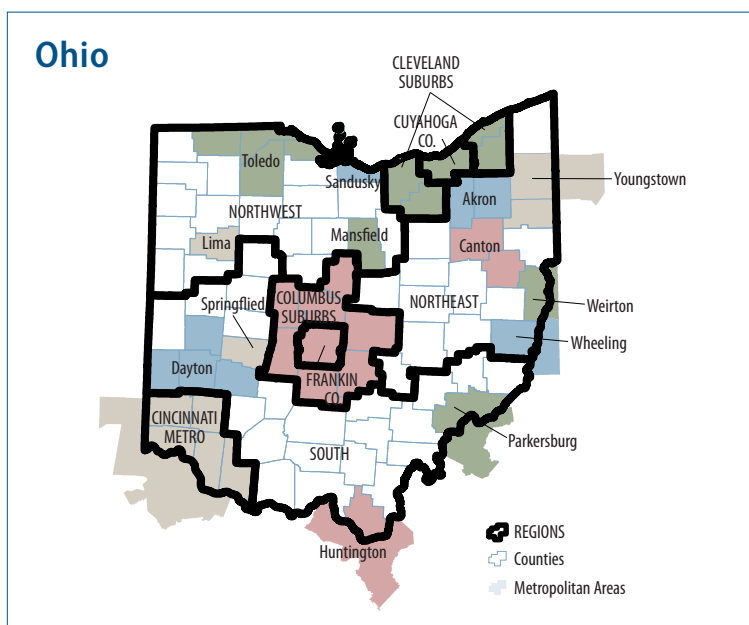 Ohio
CLEVELAND
SUBURBS
CUYAHOGA
CO.
Toledo
Sandusky
Akron
Youngstown
NORTHWEST
Mansfield
Lima
Canton
Springflied
COLUMBUS
SUBURBS
NORTHEAST
Weirton
Wheeling
Dayton
FRANKIN
CO.
CINCINNATI
METRO
Parkersburg
SOUTH
Huntington
REGIONS
Counties
Metropolitan Areas